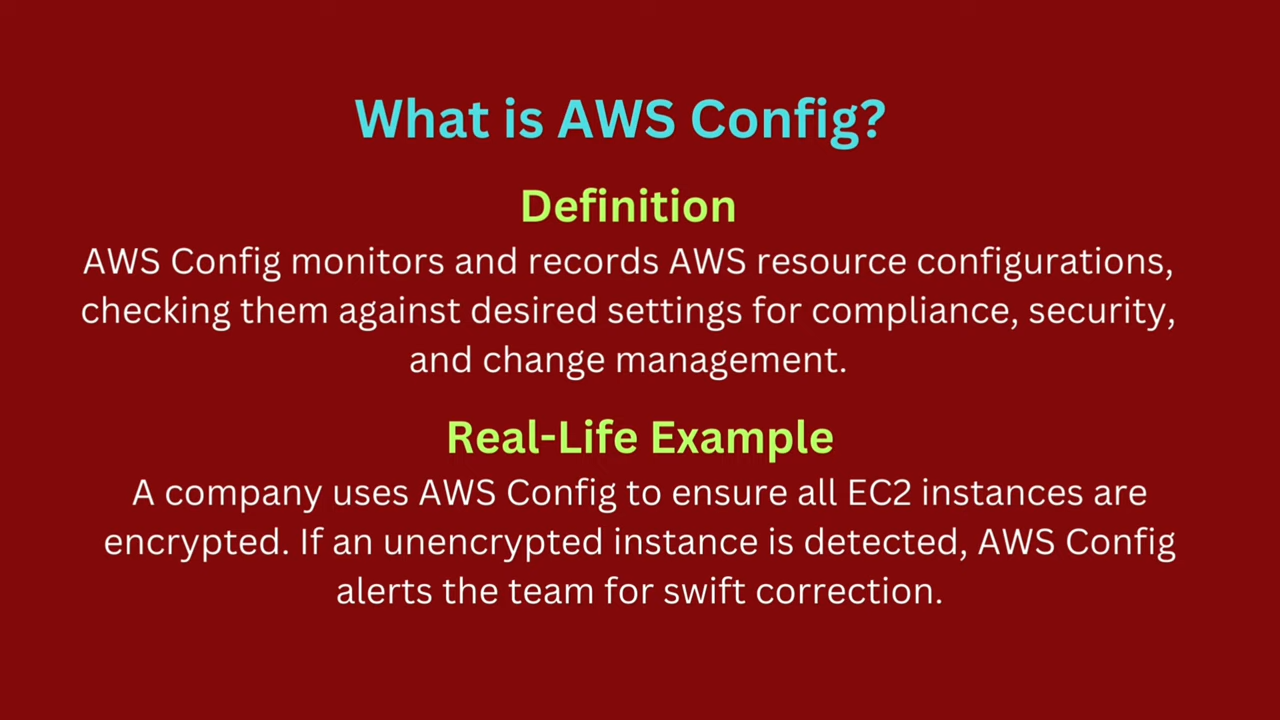 What is AWS Config?
Definition
AWS Config monitors and records AWS resource configurations,
checking them against desired settings for compliance, security,
and change management.
Real-Life Example
A company uses AWS Config to ensure all EC2 instances are
encrypted. If an unencrypted instance is detected, AWS Config
alerts the team for swift correction.